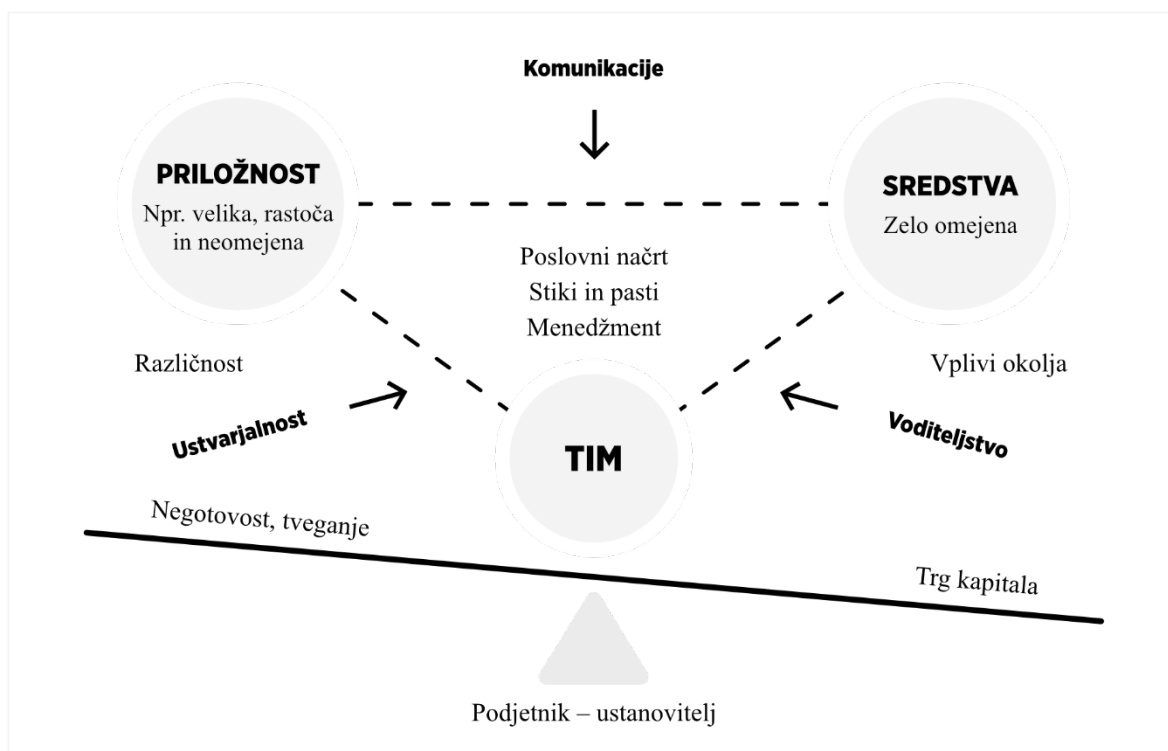 Komunikacije
PRILOŽNOST
Npr. velika, rastoča
in neomejena
SREDSTVA
Zelo omejena
Poslovni načrt
Stiki in pasti
Menedžment
Različnost
Vplivi okolja
Ustvarjalnost
Voditeljstvo
TIM
Negotovost, tveganje
Trg kapitala
Podjetnik – ustanovitelj